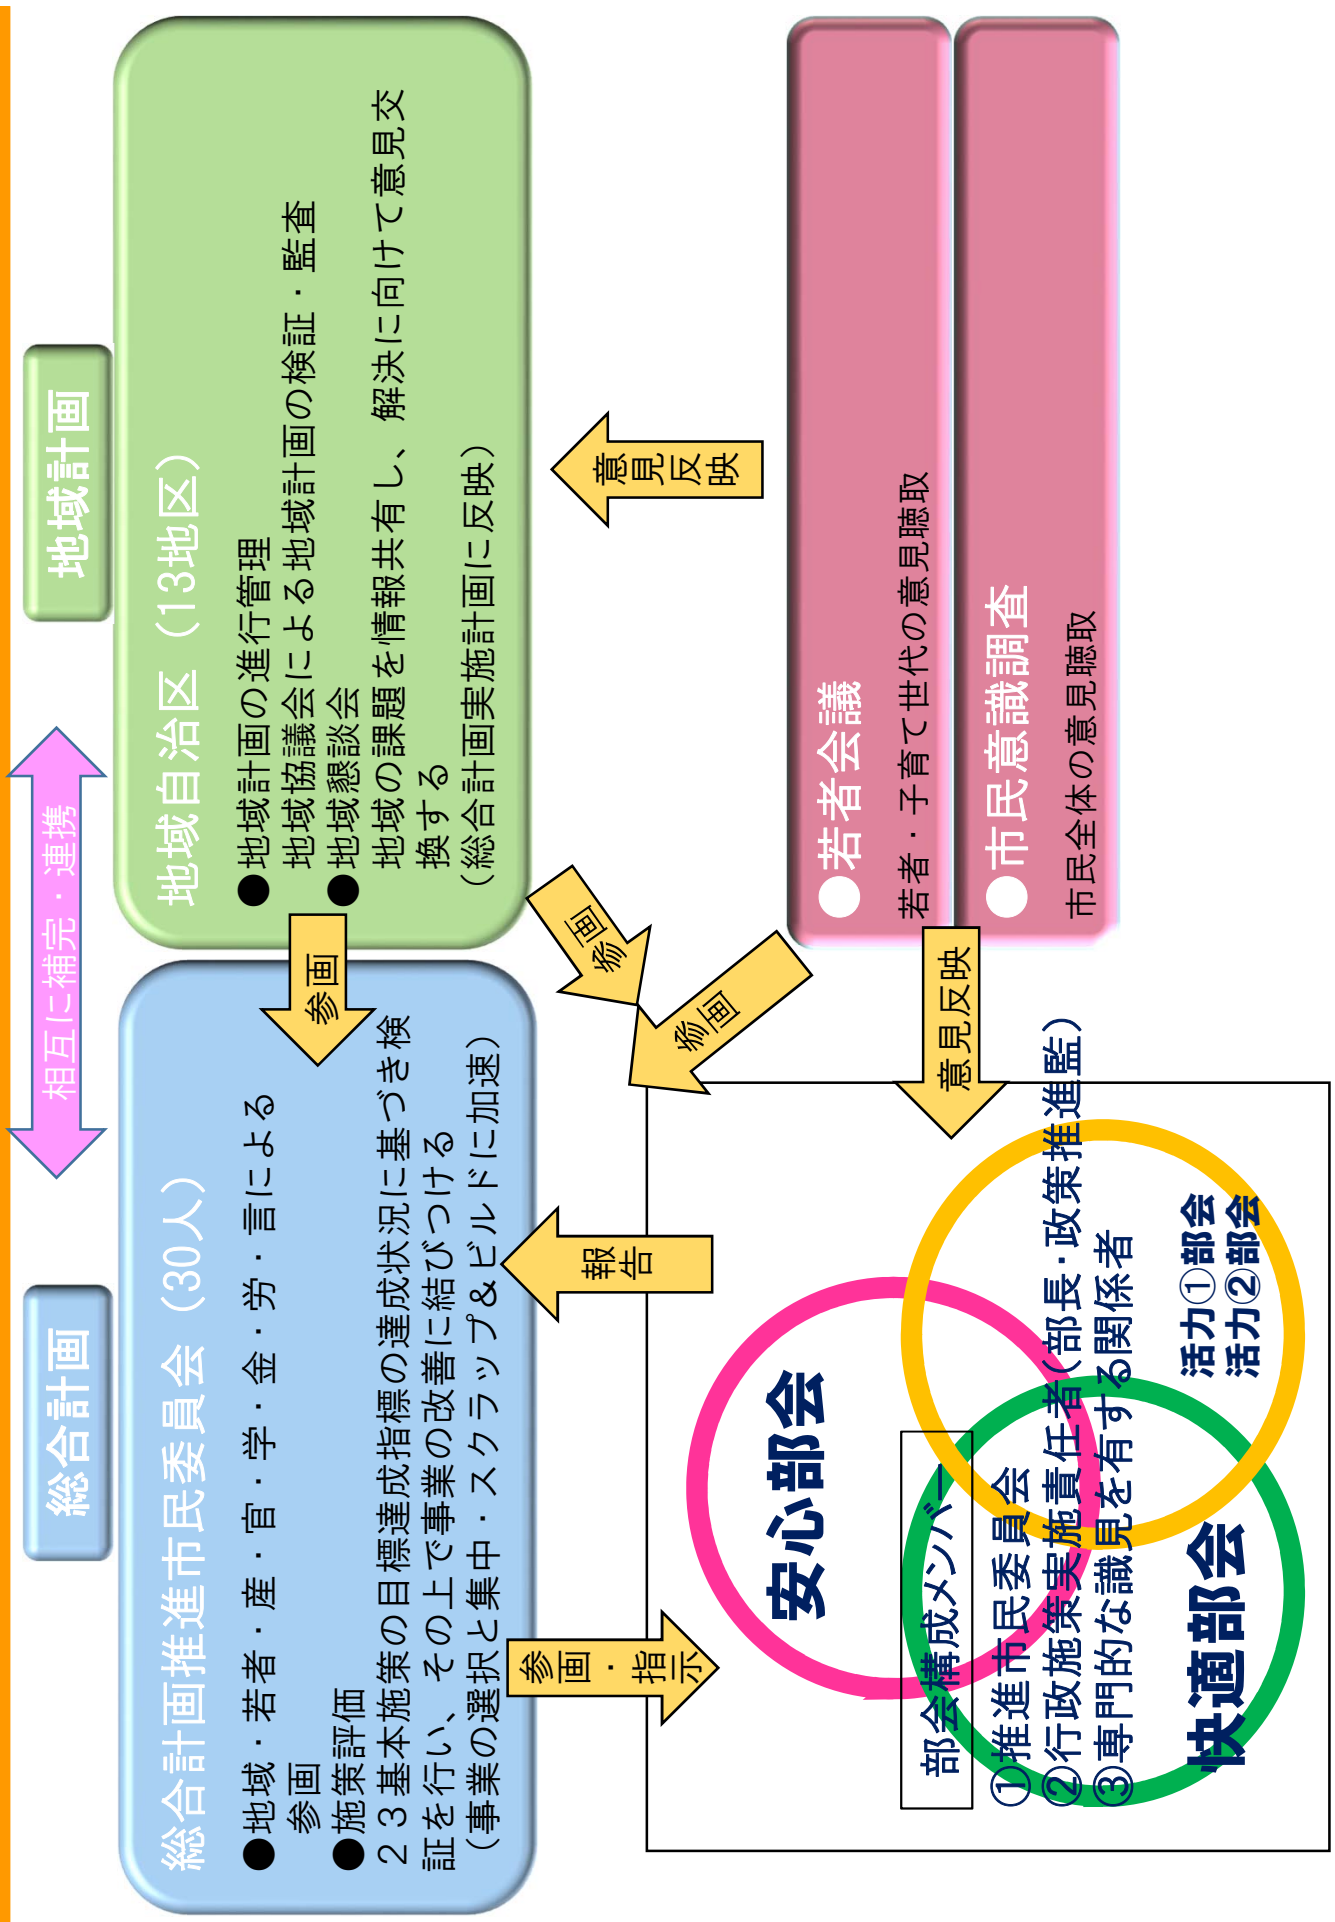 総合計画
相互に補完・連携
地域計画
総合計画推進市民委員会（30人）
●地域・若者・産・官・学・金・労・言による
参画
●施策評価
２３基本施策の目標達成指標の達成状況に基づき検
証を行い、その上で事業の改善に結びつける
（事業の選択と集中・スクラップ＆ビルドに加速）
参画
地域自治区（13地区）
●地域計画の進行管理
地域協議会による地域計画の検証・監査
●地域懇談会
地域の課題を情報共有し、解決に向けて意見交
換する
（総合計画実施計画に反映）
参画・指示
報告
参画
参画
意見反映
安心部会
部会構成メンバー
①推進市民委員会
②行政施策実施責任者（部長・政策推進監）
③専門的な識見を有する関係者
快適部会
活力①部会
活力②部会
意見反映
●若者会議
若者・子育て世代の意見聴取
●市民意識調査
市民全体の意見聴取